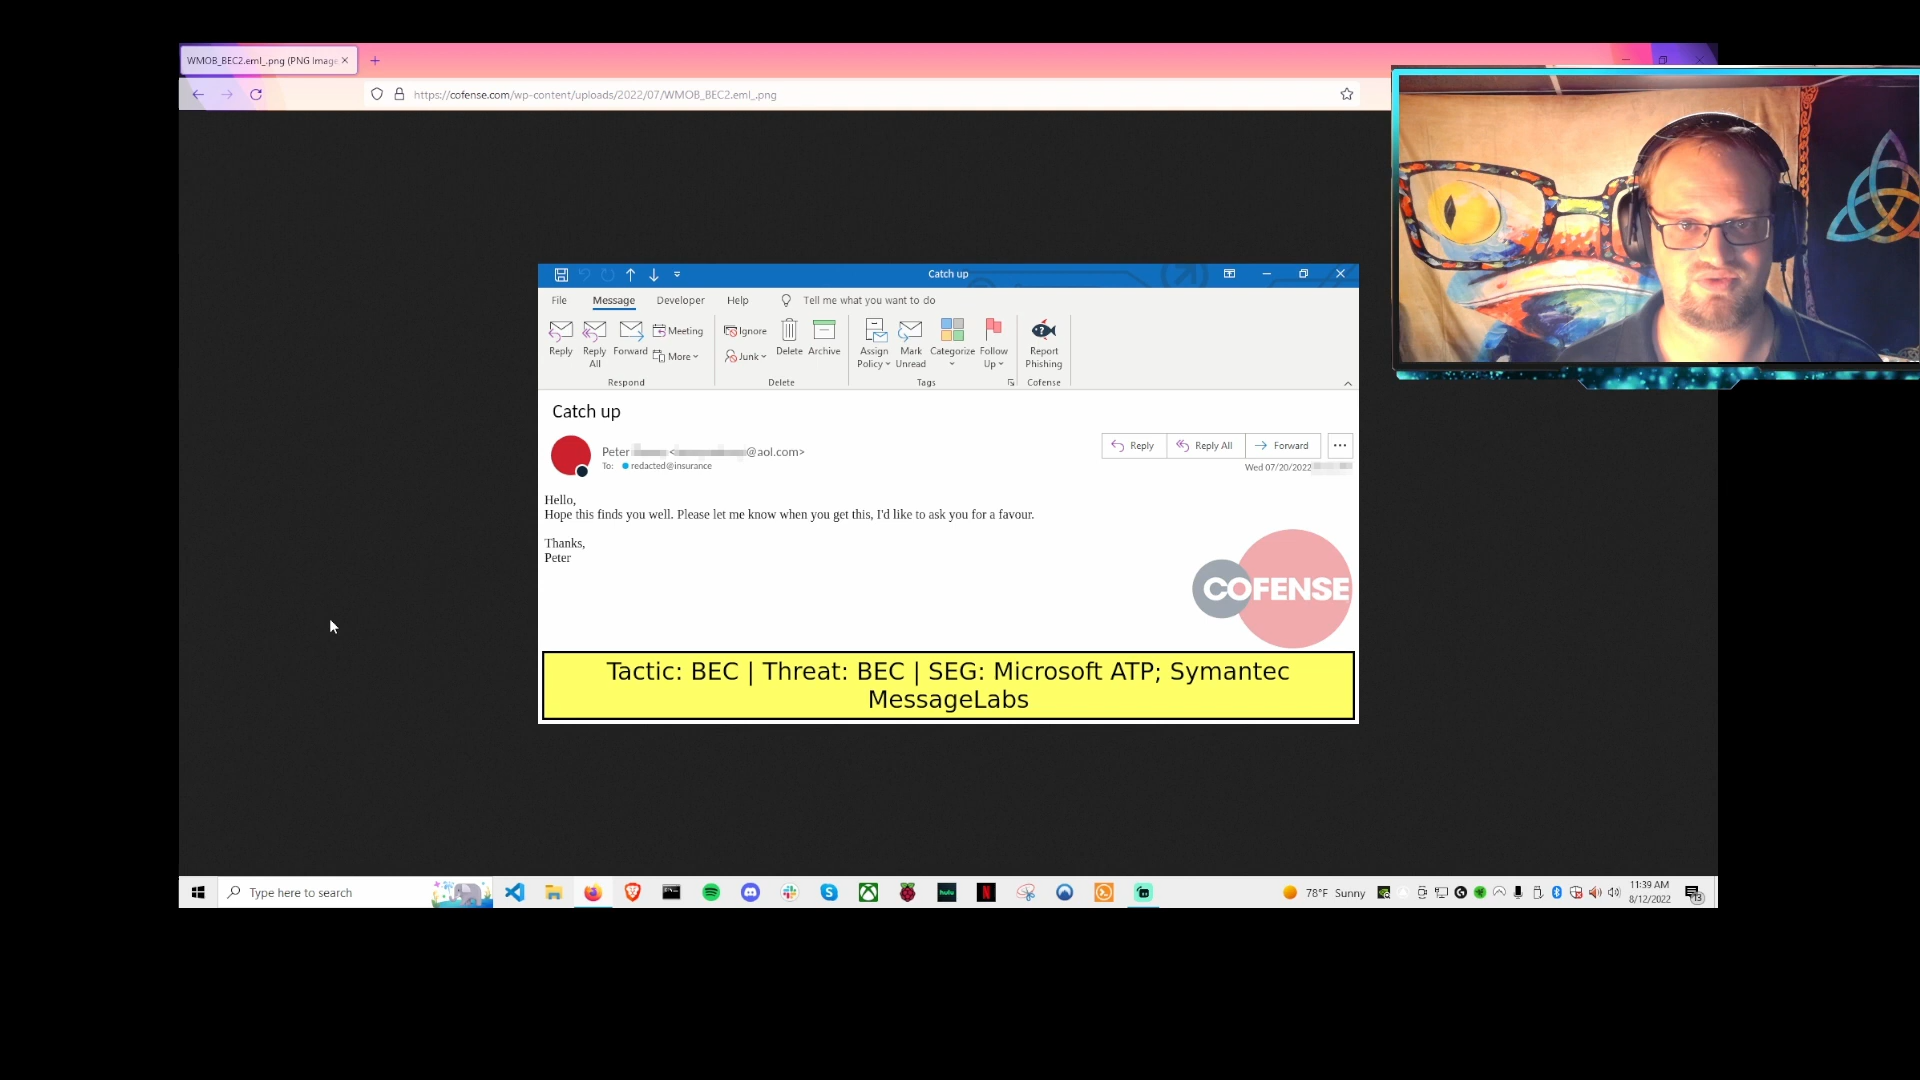 WMOB_BEC2.eml_.png (PNG Image
https://cofense.com/wp-content/uploads/2022/07/WMOB_BEC2.eml_.png
Catch up
File Message Developer Help Tell me what you want to do
Reply
Reply All
Forward
Meeting
More
Respond
Ignore
Junk
Delete
Archive
Delete
Assign Policy
Mark Unread
Categorize
Follow Up
Tags
Report Phishing
Cofense
Catch up
Peter < @aol.com>
To: redacted@insurance
Reply Reply All Forward
Wed 07/20/2022
Hello,
Hope this finds you well. Please let me know when you get this, I'd like to ask you for a favour.
Thanks,
Peter
COFENSE
Tactic: BEC | Threat: BEC | SEG: Microsoft ATP; Symantec
MessageLabs
Type here to search
hulu
N
78°F Sunny
11:39 AM
8/12/2022
13